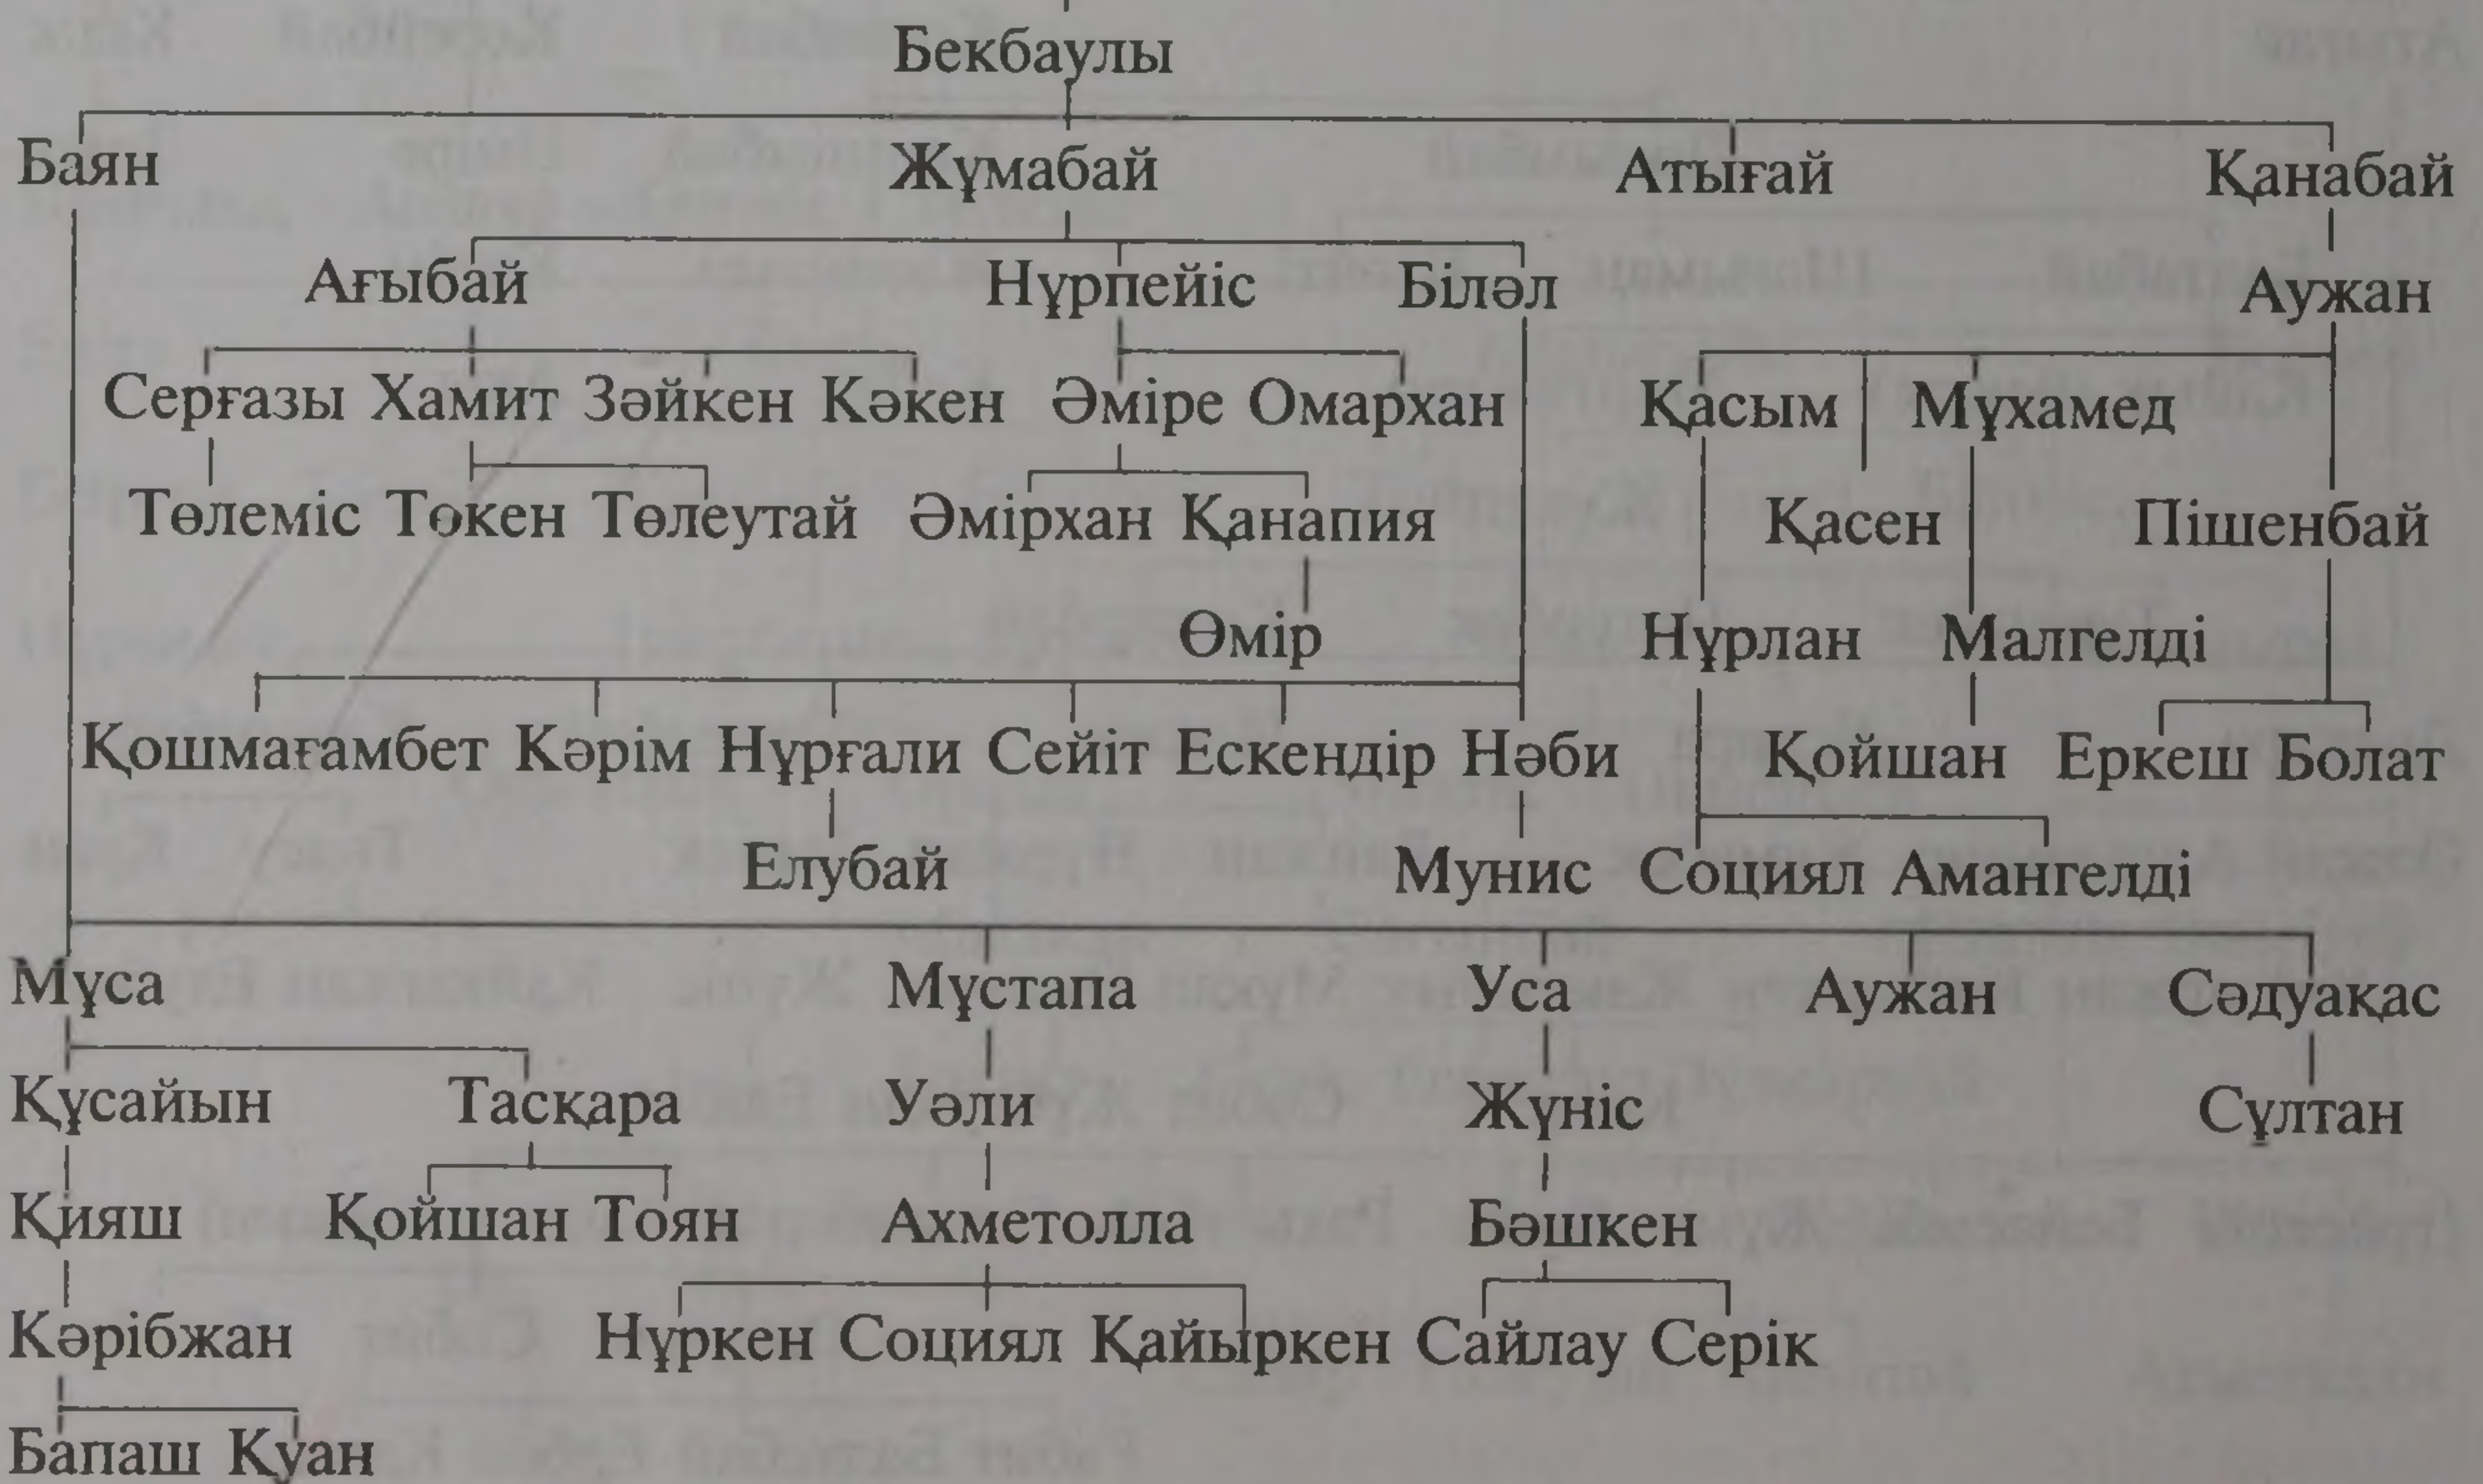 Бекбаулы
Баян Жұмабай Атығай Қанабай
Ағыбай Нұрпейіс Біләл Аужан
Серғазы Хамит Зәйкен Кәкен Әміре Омархан Қасым Мұхамед
Төлеміс Төкен Төлеутай Әмірхан Қанапия Қасен Пішенбай
Өмір Нұрлан Малгелді
Қошмағамбет Кәрім Нұрғали Сейіт Ескендір Нәби Қойшан Еркеш Болат
Елубай Мунис Социял Амангелді
Мұса Мұстапа Уса Аужан Сәдуақас
Құсайын Тасқара Уәли Жүніс Сұлтан
Қияш Қойшан Тоян Ахметолла Бәшкен
Кәрібжан Нұркен Социял Қайыркен Сайлау Серік
Бапаш Қуан